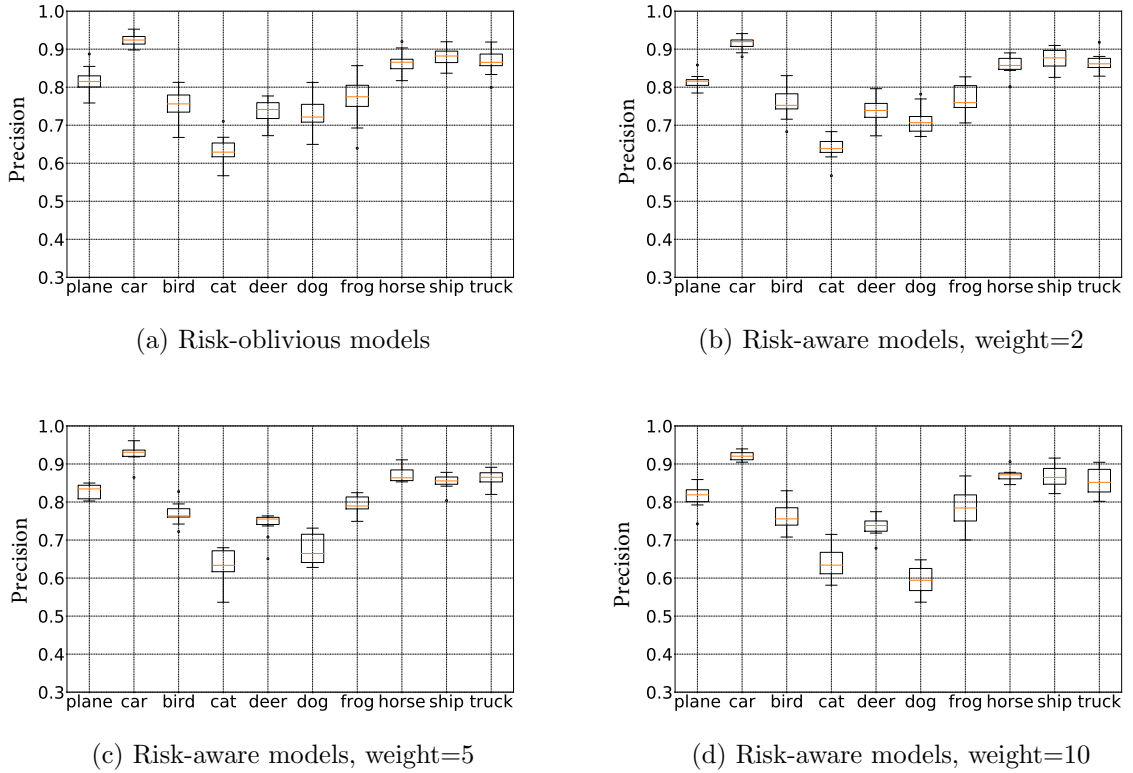 1.0
0.9
0.8
0.7
0.6
0.5
0.4
0.3
Precision
plane car bird cat deer dog frog horse ship truck
(a) Risk-oblivious models
1.0
0.9
0.8
0.7
0.6
0.5
0.4
0.3
Precision
plane car bird cat deer dog frog horse ship truck
(b) Risk-aware models, weight=2
1.0
0.9
0.8
0.7
0.6
0.5
0.4
0.3
Precision
plane car bird cat deer dog frog horse ship truck
(c) Risk-aware models, weight=5
1.0
0.9
0.8
0.7
0.6
0.5
0.4
0.3
Precision
plane car bird cat deer dog frog horse ship truck
(d) Risk-aware models, weight=10